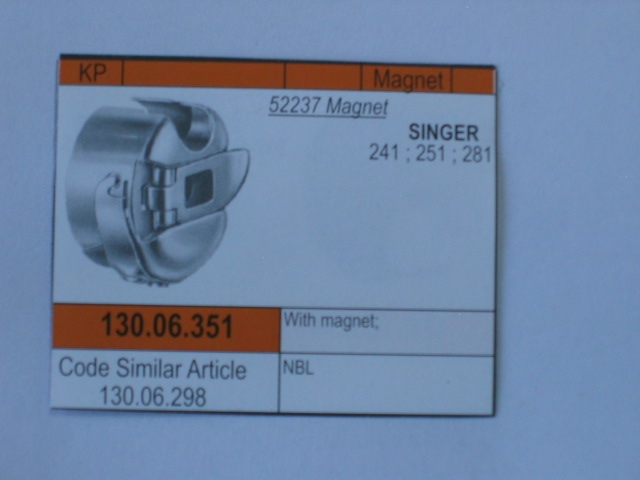 KP Magnet
52237 Magnet
SINGER
241 ; 251 ; 281
130.06.351
With magnet;
Code Similar Article
130.06.298
NBL